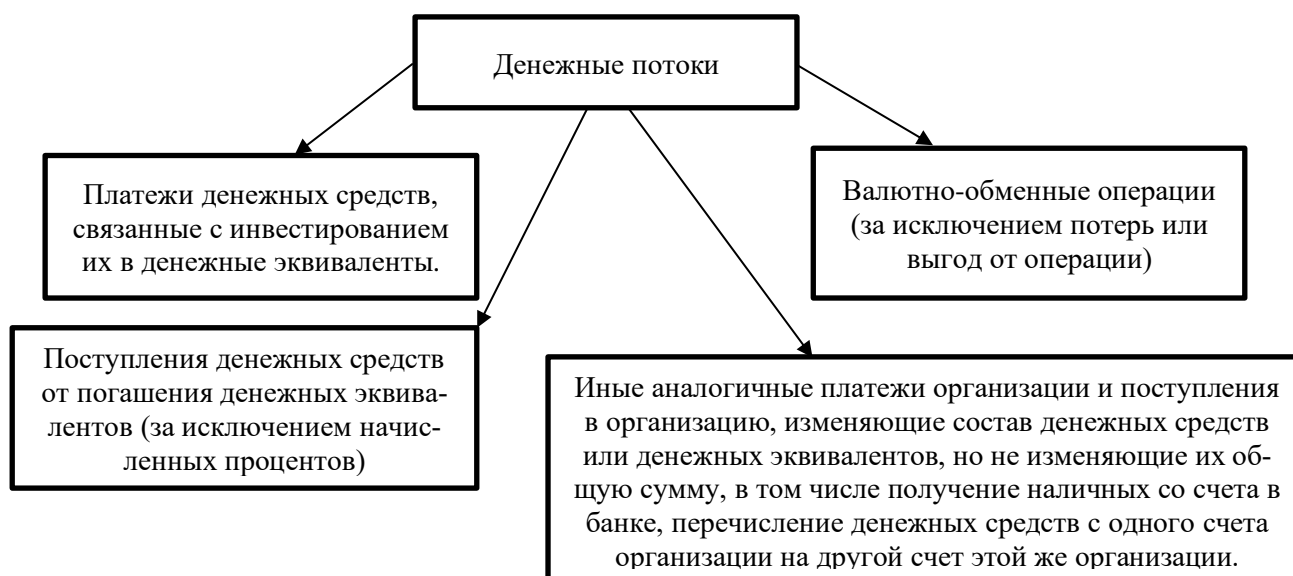 Денежные потоки
Платежи денежных средств,
связанные с инвестированием
их в денежные эквиваленты.
Валютно-обменные операции
(за исключением потерь или
выгод от операции)
Поступления денежных средств
от погашения денежных эквива-
лентов (за исключением начис-
ленных процентов)
Иные аналогичные платежи организации и поступления
в организацию, изменяющие состав денежных средств
или денежных эквивалентов, но не изменяющие их об-
щую сумму, в том числе получение наличных со счета в
банке, перечисление денежных средств с одного счета
организации на другой счет этой же организации.